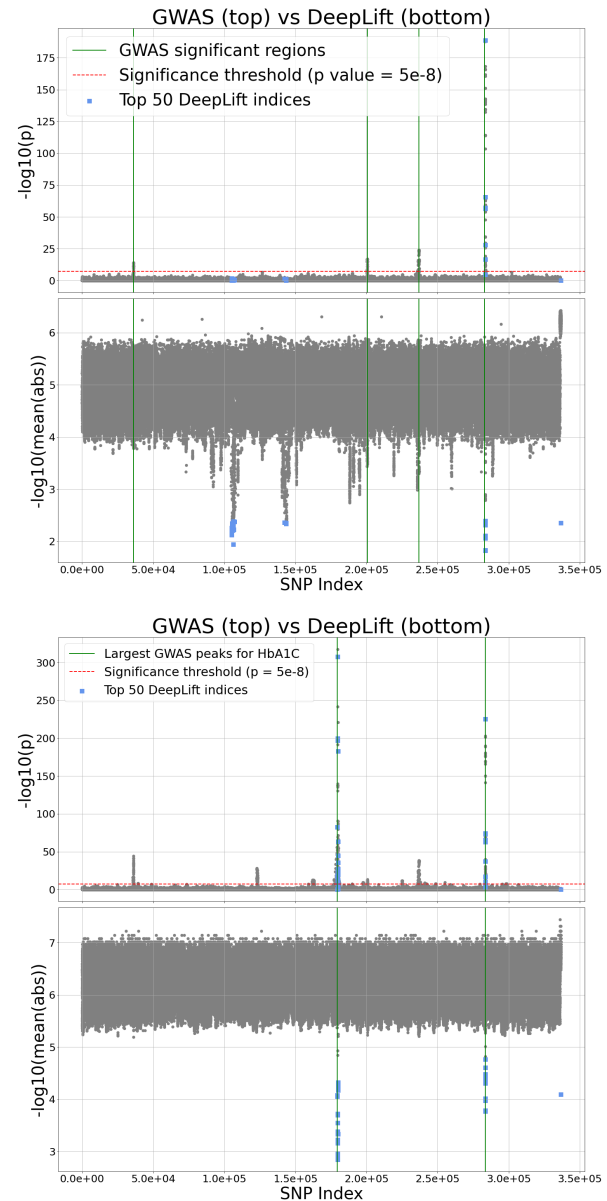 GWAS (top) vs DeepLift (bottom)
GWAS significant regions
Significance threshold (p value = 5e-8)
Top 50 DeepLift indices
-log10(p)
175
150
125
100
75
50
25
0
-log10(mean(abs))
6
5
4
3
2
0.0e+00 5.0e+04 1.0e+05 1.5e+05 2.0e+05 2.5e+05 3.0e+05 3.5e+05
SNP Index
GWAS (top) vs DeepLift (bottom)
Largest GWAS peaks for HbA1C
Significance threshold (p = 5e-8)
Top 50 DeepLift indices
-log10(p)
300
250
200
150
100
50
0
-log10(mean(abs))
7
6
5
4
3
0.0e+00 5.0e+04 1.0e+05 1.5e+05 2.0e+05 2.5e+05 3.0e+05 3.5e+05
SNP Index